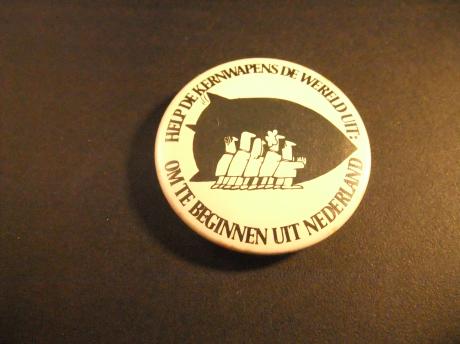 HELP DE KERNWAPENS DE WERELD UIT:
OM TE BEGINNEN UIT NEDERLAND